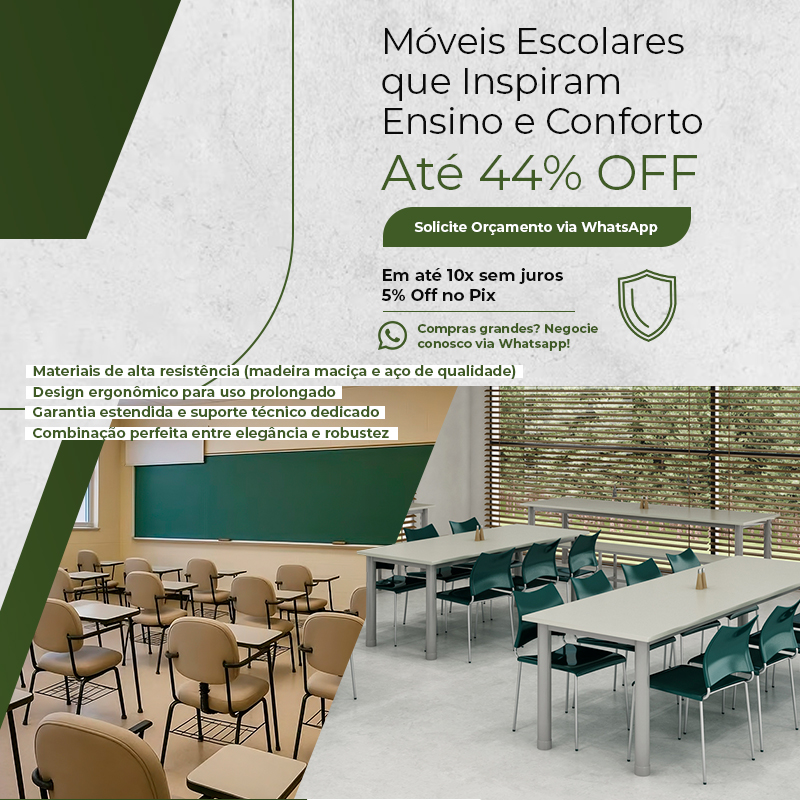 Móveis Escolares
que Inspiram
Ensino e Conforto
Até 44% OFF
Solicite Orçamento via WhatsApp
Em até 10x sem juros
5% Off no Pix
Compras grandes? Negocie
conosco via Whatsapp!
Materiais de alta resistência (madeira maciça e aço de qualidade)
Design ergonômico para uso prolongado
Garantia estendida e suporte técnico dedicado
Combinação perfeita entre elegância e robustez